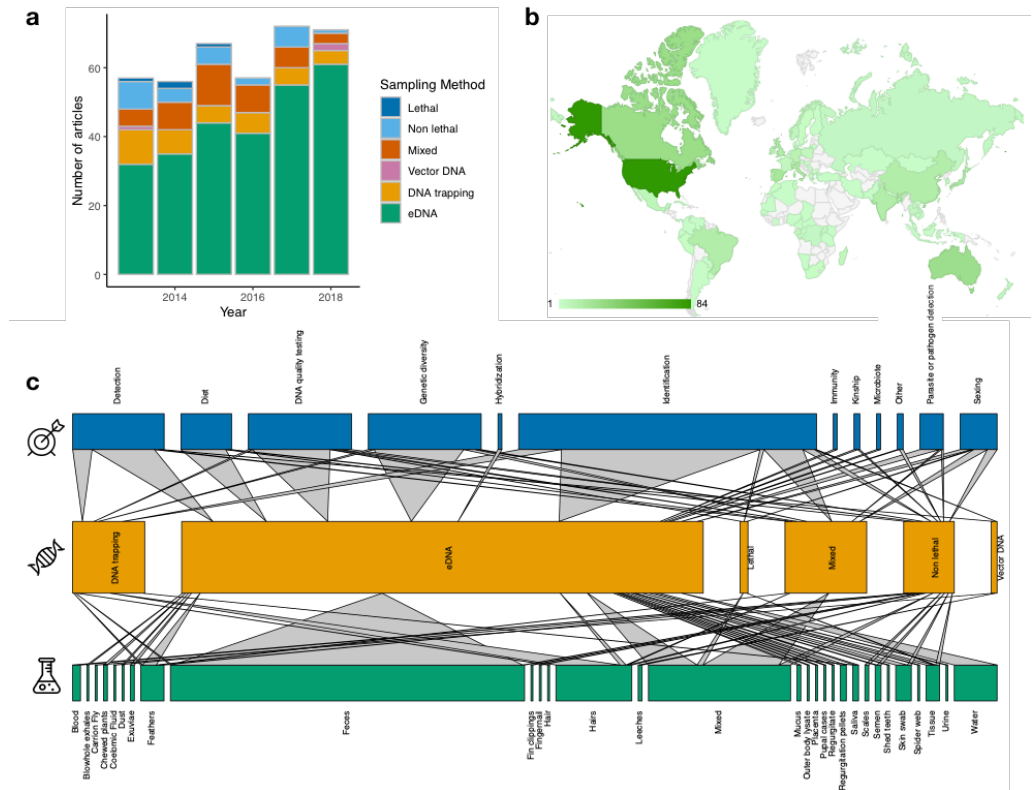 a
Number of articles
60
40
20
0
2014
2016
2018
Year
Sampling Method
Lethal
Non lethal
Mixed
Vector DNA
DNA trapping
eDNA
b
1
84
c
Detection
Diet
DNA quality testing
Genetic diversity
Hybridization
Identification
Immunity
Kinship
Microbiote
Other
Parasite or pathogen detection
Sexing
DNA trapping
eDNA
Lethal
Mixed
Non lethal
Vector DNA
Blood
Blowhole exhales
Carrion Fly
Chewed plants
Coelomic Fluid
Dust
Exuviae
Feathers
Feces
Fin clippings
Fingernail
Hair
Hairs
Leeches
Mixed
Mucus
Outer body lysate
Placenta
Pupal cases
Regurgitate
Regurgitation pellets
Saliva
Scales
Semen
Shed teeth
Skin swab
Spider web
Tissue
Urine
Water